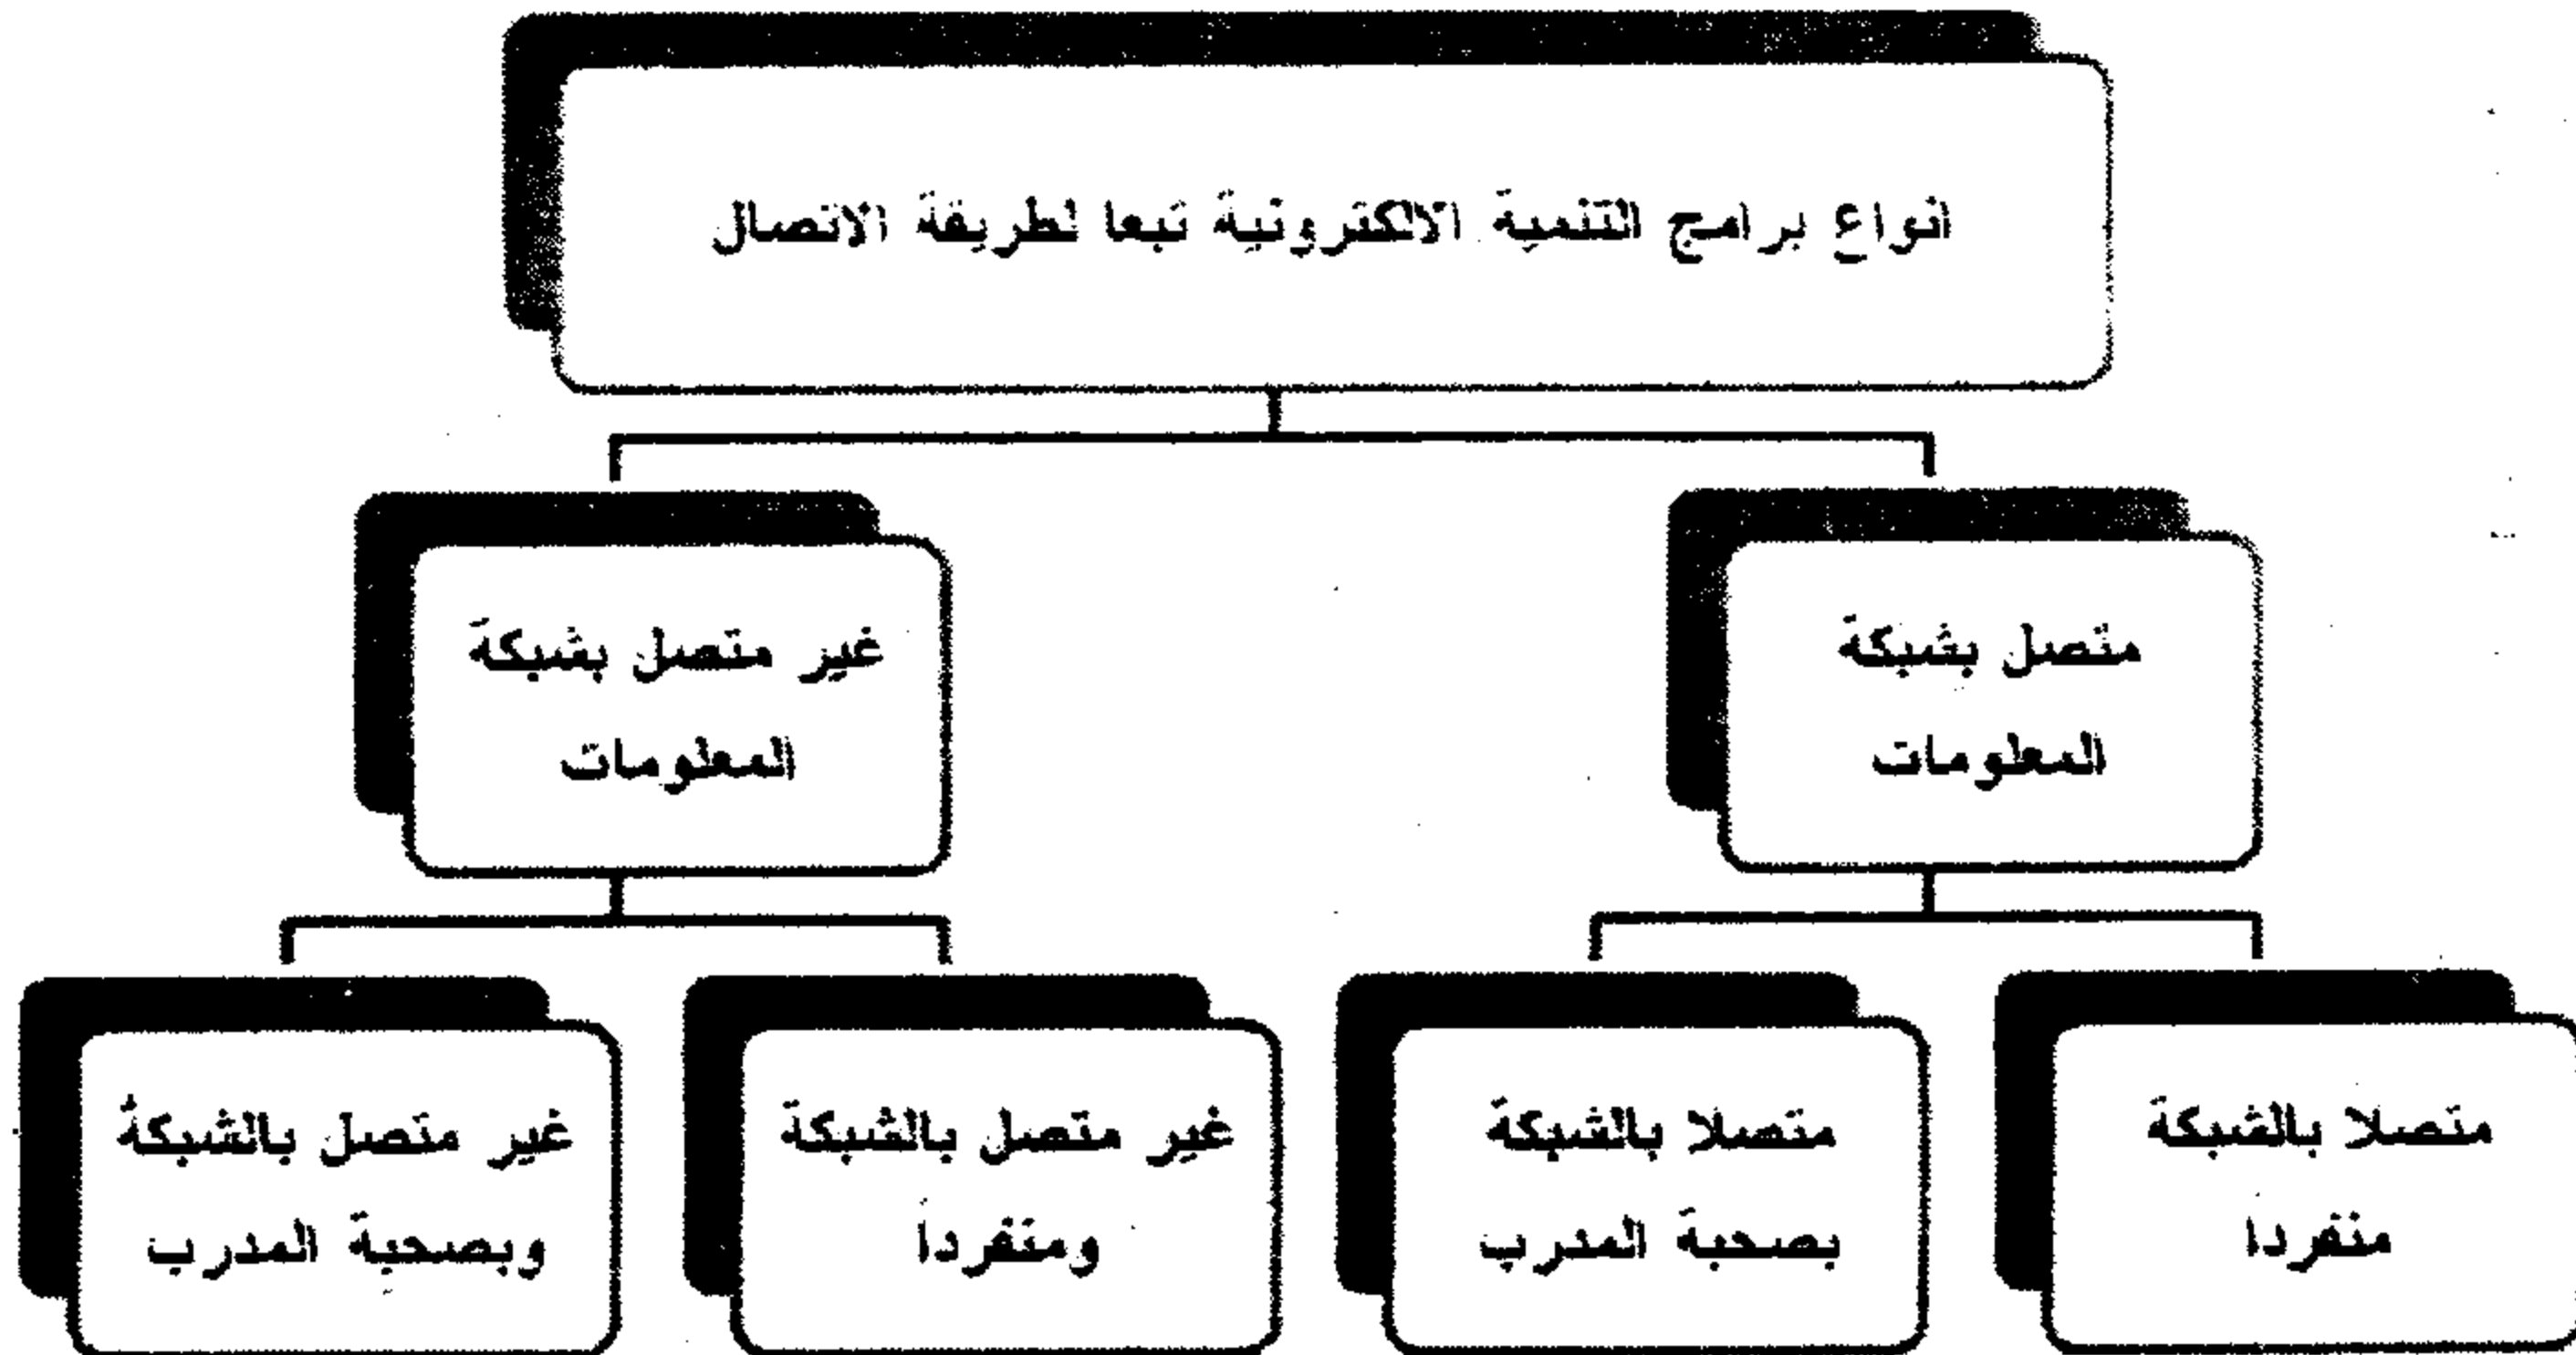 انواع برامج التنمية الالكترونية تبعا لطريقة الاتصال
متصل بشبكة
المعلومات
غير متصل بشبكة
المعلومات
متصلا بالشبكة
منفردا
متصلا بالشبكة
بصحبة المدرب
غير متصل بالشبكة
ومنفردا
غير متصل بالشبكة
وبصحبة المدرب